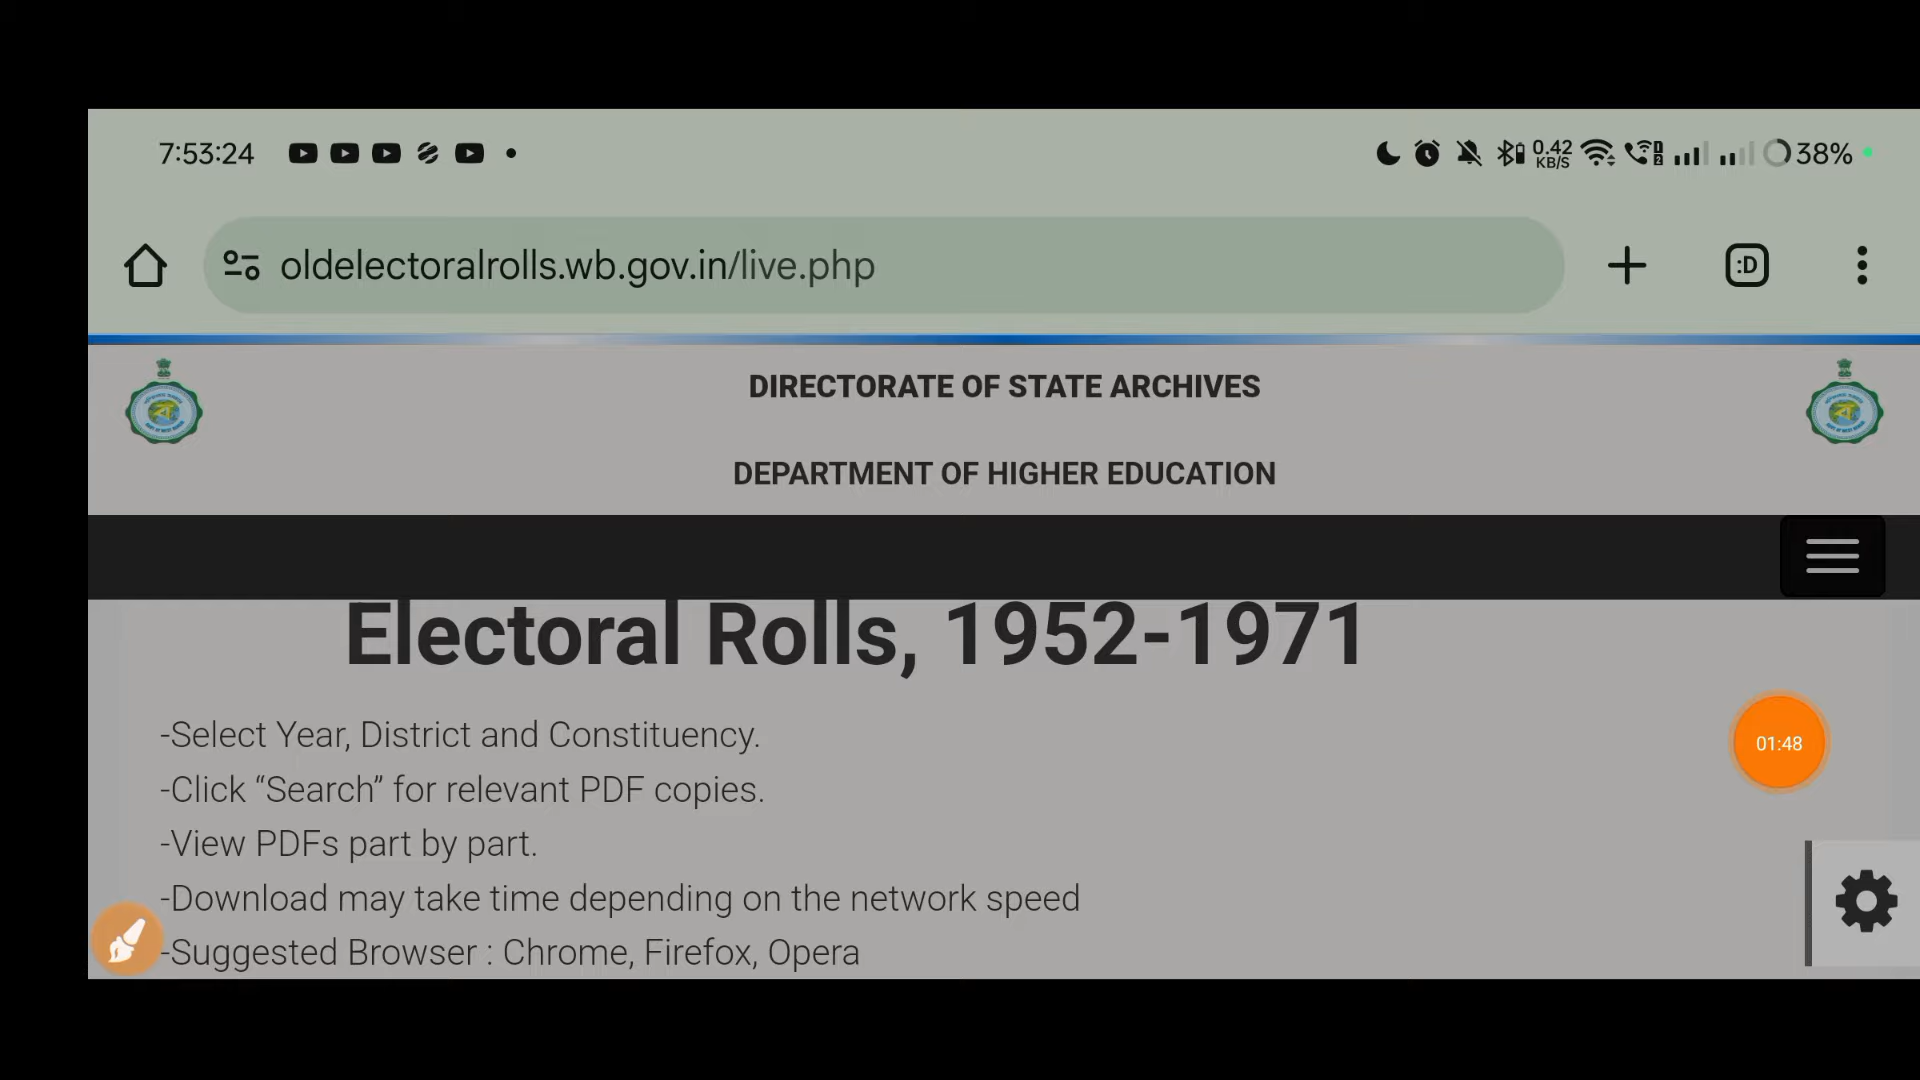 7:53:24
0.42
KB/S
38%
oldelectoralrolls.wb.gov.in/live.php
:D
DIRECTORATE OF STATE ARCHIVES
DEPARTMENT OF HIGHER EDUCATION
Electoral Rolls, 1952-1971
-Select Year, District and Constituency.
01:48
-Click “Search” for relevant PDF copies.
-View PDFs part by part.
-Download may take time depending on the network speed
-Suggested Browser : Chrome, Firefox, Opera